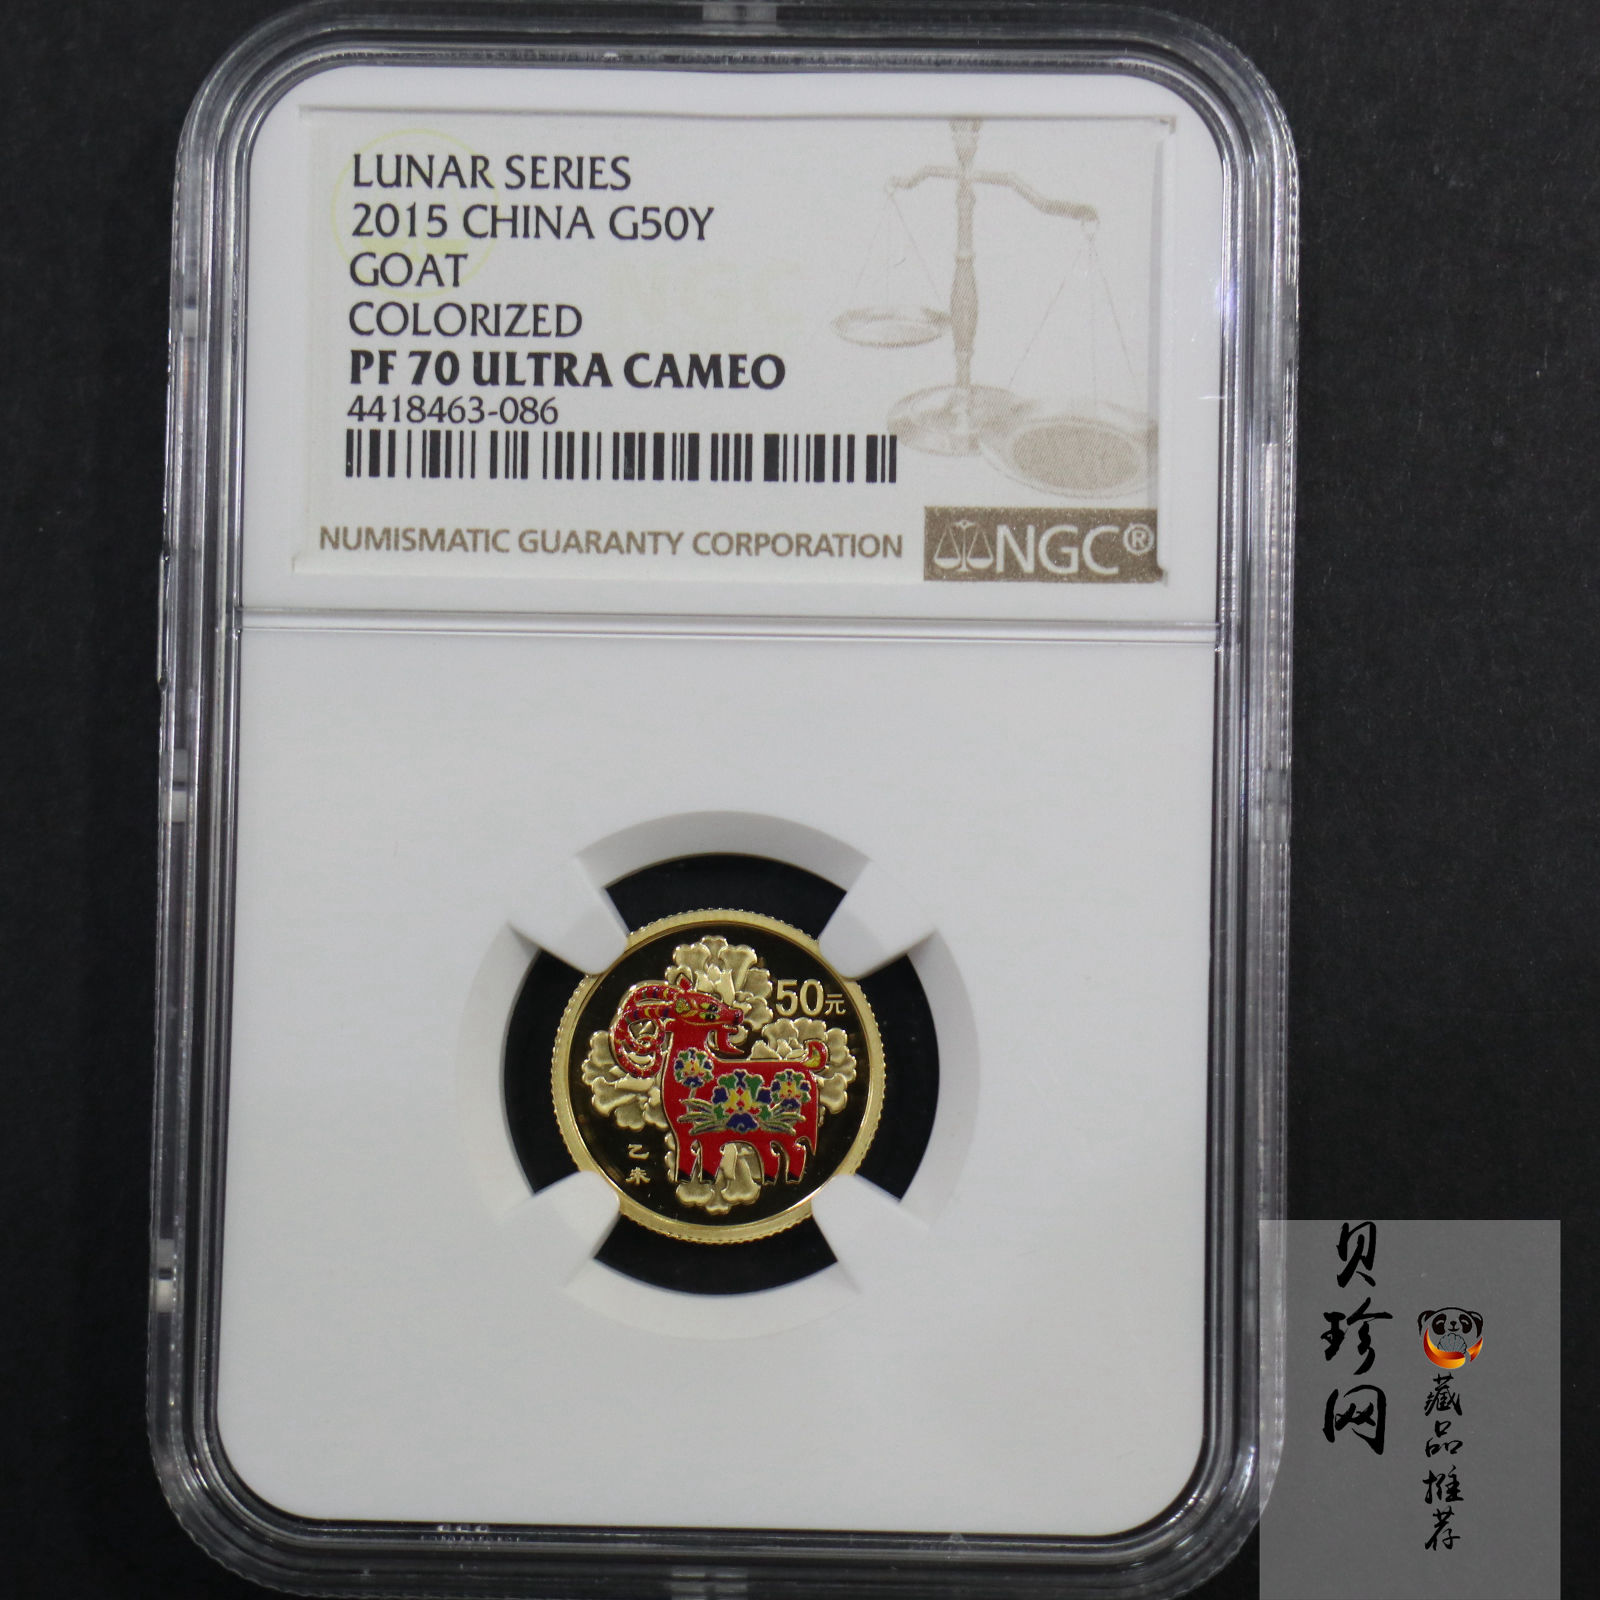 LUNAR SERIES
2015 CHINA G50Y
GOAT
COLORIZED
PF 70 ULTRA CAMEO
4418463-086
NUMISMATIC GUARANTY CORPORATION
NGC®
50元
乙未
贝珍网
藏品推荐